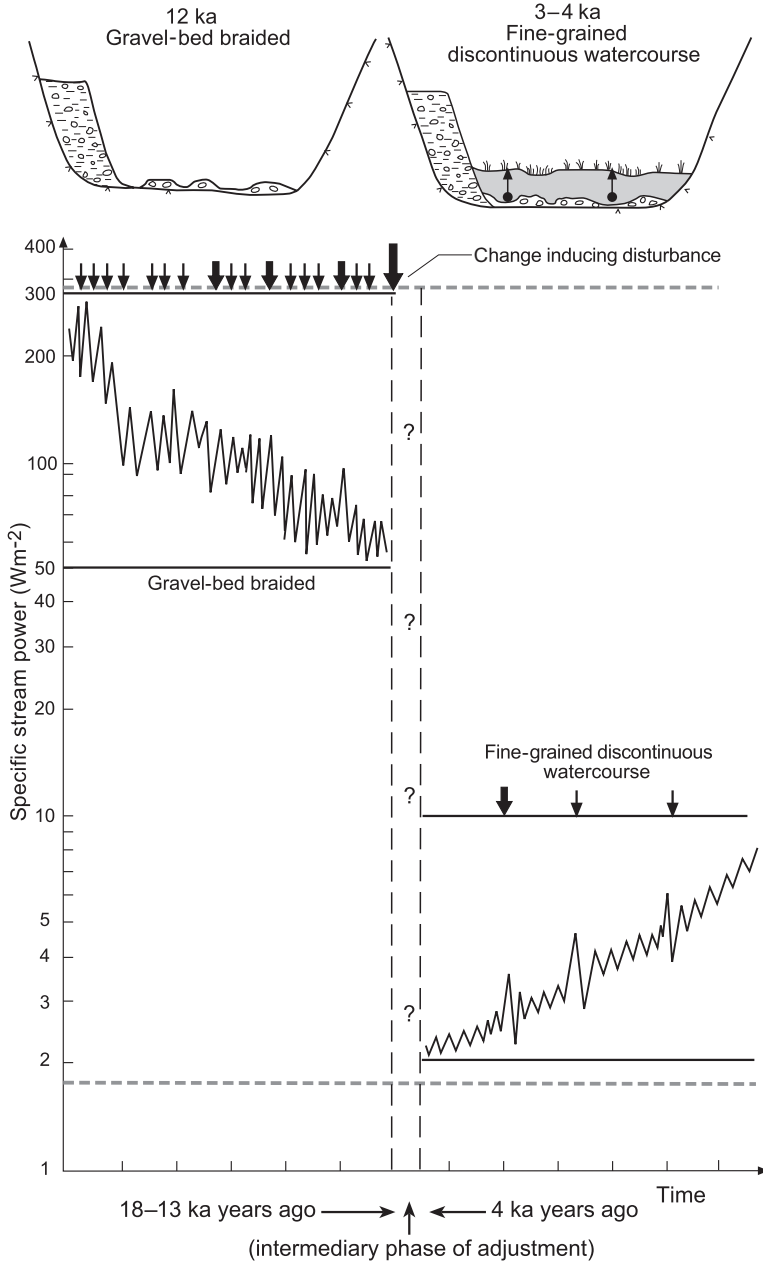 12 ka
Gravel-bed braided
3–4 ka
Fine-grained
discontinuous watercourse
400
Change inducing disturbance
300
200
?
100
Specific stream power (Wm-2)
50
Gravel-bed braided
40
?
30
20
Fine-grained discontinuous
watercourse
?
10
5
4
3
?
2
1
Time
18–13 ka years ago
4 ka years ago
(intermediary phase of adjustment)